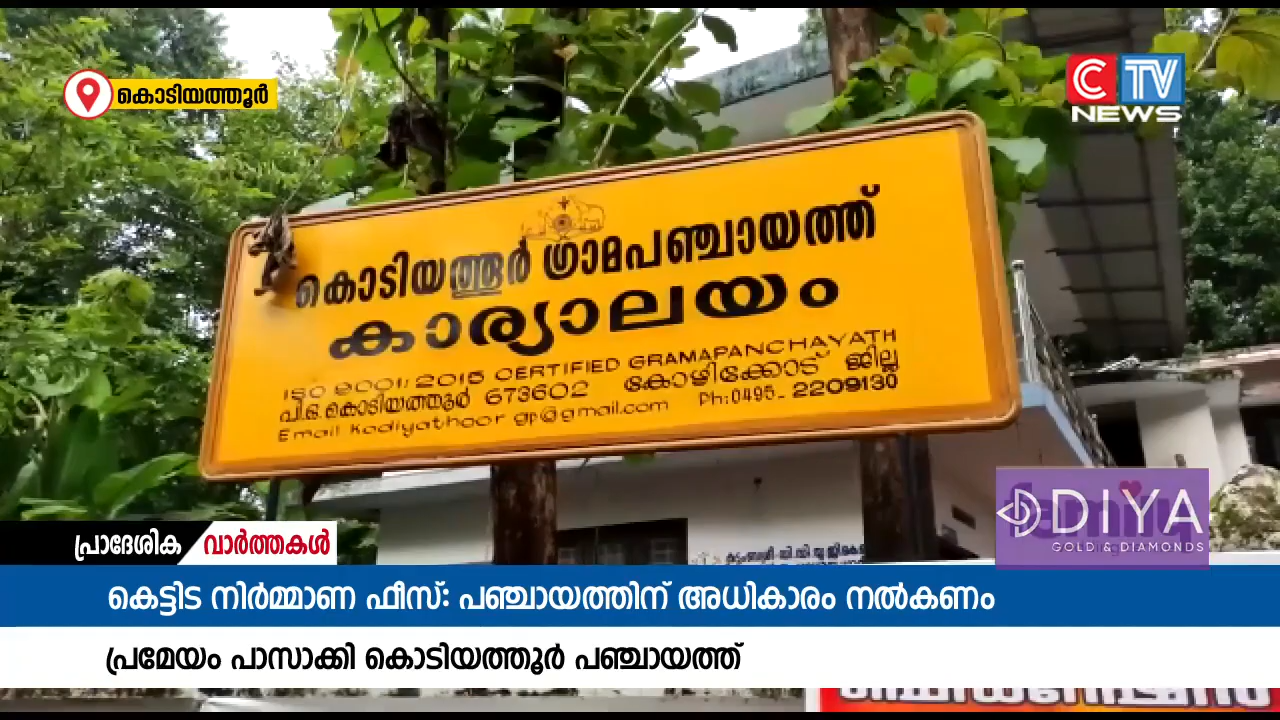 കൊടിയത്തൂർ
CTV
NEWS
കൊടിയത്തൂർ ഗ്രാമപഞ്ചായത്ത്
കാര്യാലയം
ISO 9001:2015 CERTIFIED GRAMAPANCHAYATH
പി.ഒ.കൊടിയത്തൂർ 673602 കോഴിക്കോട് ജില്ല
Email kodiyathoor gp@gmail.com Ph:0495-2209130
DIYA
GOLD & DIAMONDS
പ്രാദേശിക വാർത്തകൾ
കെട്ടിട നിർമ്മാണ ഫീസ്: പഞ്ചായത്തിന് അധികാരം നൽകണം
പ്രമേയം പാസാക്കി കൊടിയത്തൂർ പഞ്ചായത്ത്